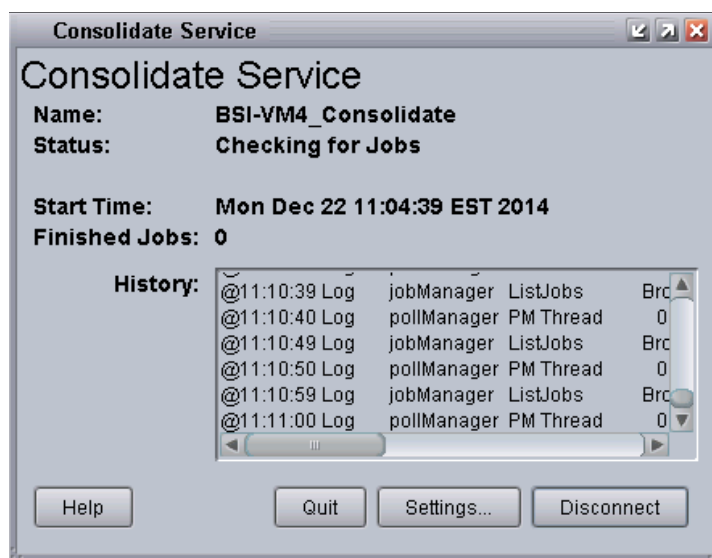 Consolidate Service
Consolidate Service
Name: BSI-VM4_Consolidate
Status: Checking for Jobs
Start Time: Mon Dec 22 11:04:39 EST 2014
Finished Jobs: 0
History:
@11:10:39 Log jobManager ListJobs Brc
@11:10:40 Log pollManager PM Thread 0
@11:10:49 Log jobManager ListJobs Brc
@11:10:50 Log pollManager PM Thread 0
@11:10:59 Log jobManager ListJobs Brc
@11:11:00 Log pollManager PM Thread 0
Help Quit Settings... Disconnect